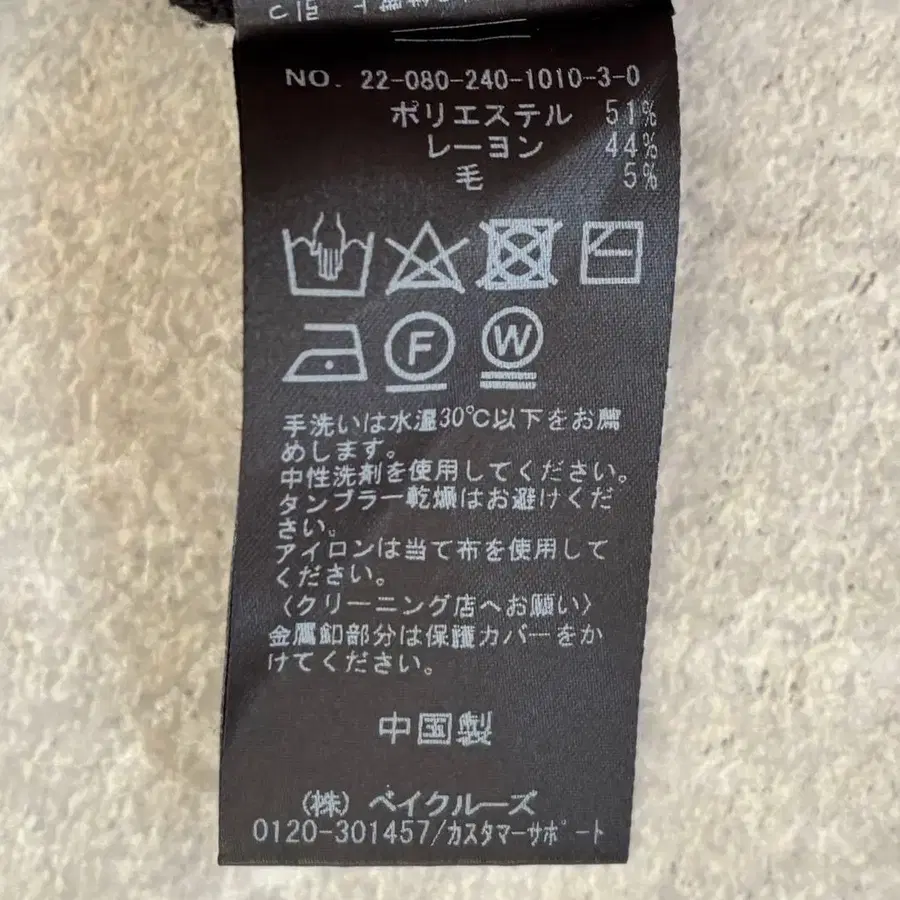 NO. 22-080-240-1010-3-0
ポリエステル 51%
レーヨン 44%
毛 5%
F
W
手洗いは水温30℃以下をお薦
めします。
中性洗剤を使用してください。
タンブラー乾燥はお避けくだ
さい。
アイロンは当て布を使用して
ください。
〈クリーニング店へお願い〉
金属釦部分は保護カバーをか
けてください。
中国製
(株) ベイクルーズ
0120-301457/カスタマーサポート